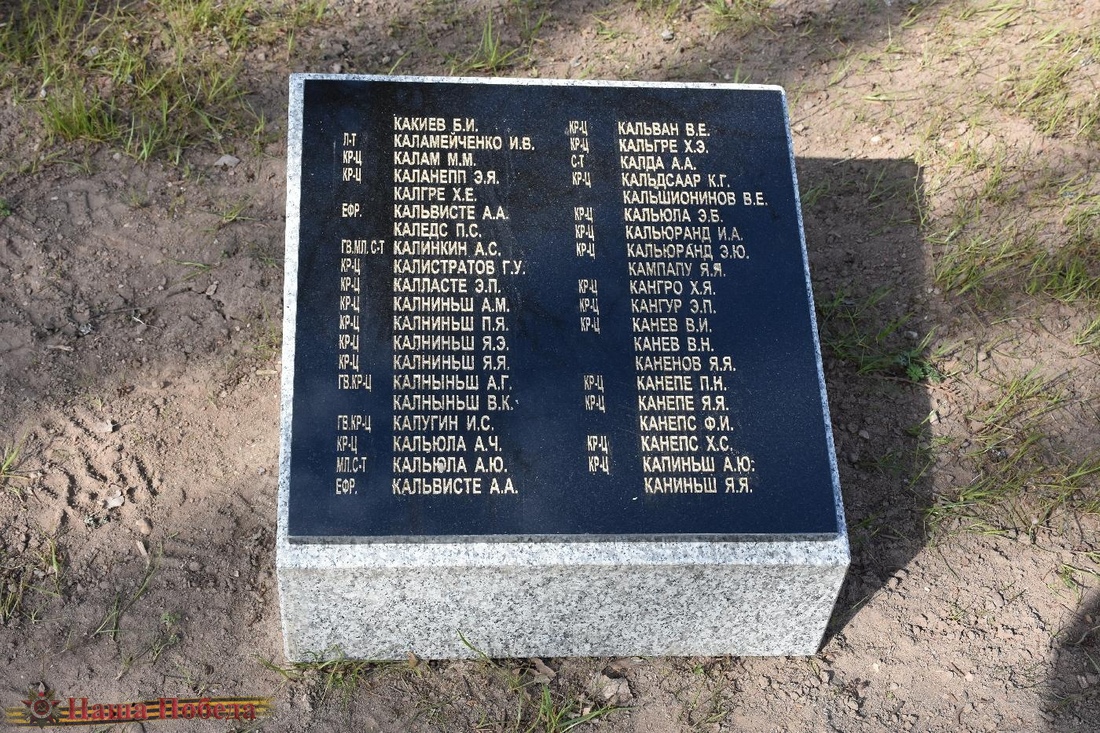 КАКИЕВ Б.И.
Л-Т КАЛАМЕЙЧЕНКО И.В.
КР-Ц КАЛАМ М.М.
КР-Ц КАЛАНЕПП Э.Я.
КАЛГРЕ Х.Е.
ЕФР. КАЛЬВИСТЕ А.А.
КАЛЕДС П.С.
ГВ.МЛ. С-Т КАЛИНКИН А.С.
КР-Ц КАЛИСТРАТОВ Г.У.
КР-Ц КАЛЛАСТЕ Э.П.
КР-Ц КАЛНИНЬШ А.М.
КР-Ц КАЛНИНЬШ П.Я.
КР-Ц КАЛНИНЬШ Я.Э.
КР-Ц КАЛНИНЬШ Я.Я.
ГВ.КР-Ц КАЛНЫНЬШ А.Г.
КАЛНЫНЬШ В.К.
ГВ.КР-Ц КАЛУГИН И.С.
КР-Ц КАЛЬЮЛА А.Ч.
МЛ.С-Т КАЛЬЮЛА А.Ю.
ЕФР. КАЛЬВИСТЕ А.А.
КР-Ц КАЛЬВАН В.Е.
КР-Ц КАЛЬГРЕ Х.Э.
С-Т КАЛДА А.А.
КР-Ц КАЛЬДСААР К.Г.
КАЛЬШИОНИНОВ В.Е.
КР-Ц КАЛЬЮЛА Э.Б.
КР-Ц КАЛЬЮРАНД И.А.
КР-Ц КАЛЬЮРАНД Э.Ю.
КАМПАПУ Я.Я.
КР-Ц КАНГРО Х.Я.
КР-Ц КАНГУР Э.П.
КР-Ц КАНЕВ В.И.
КАНЕВ В.Н.
КАНЕНОВ Я.Я.
КР-Ц КАНЕПЕ П.Н.
КР-Ц КАНЕПЕ Я.Я.
КАНЕПС Ф.И.
КР-Ц КАНЕПС Х.С.
КР-Ц КАПИНЬШ А.Ю.
КАНИНЬШ Я.Я.
Наша Победа